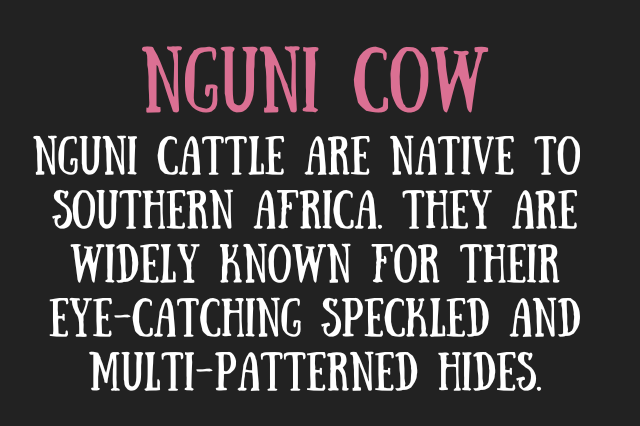 NGUNI COW
NGUNI CATTLE ARE NATIVE TO
SOUTHERN AFRICA. THEY ARE
WIDELY KNOWN FOR THEIR
EYE-CATCHING SPECKLED AND
MULTI-PATTERNED HIDES.